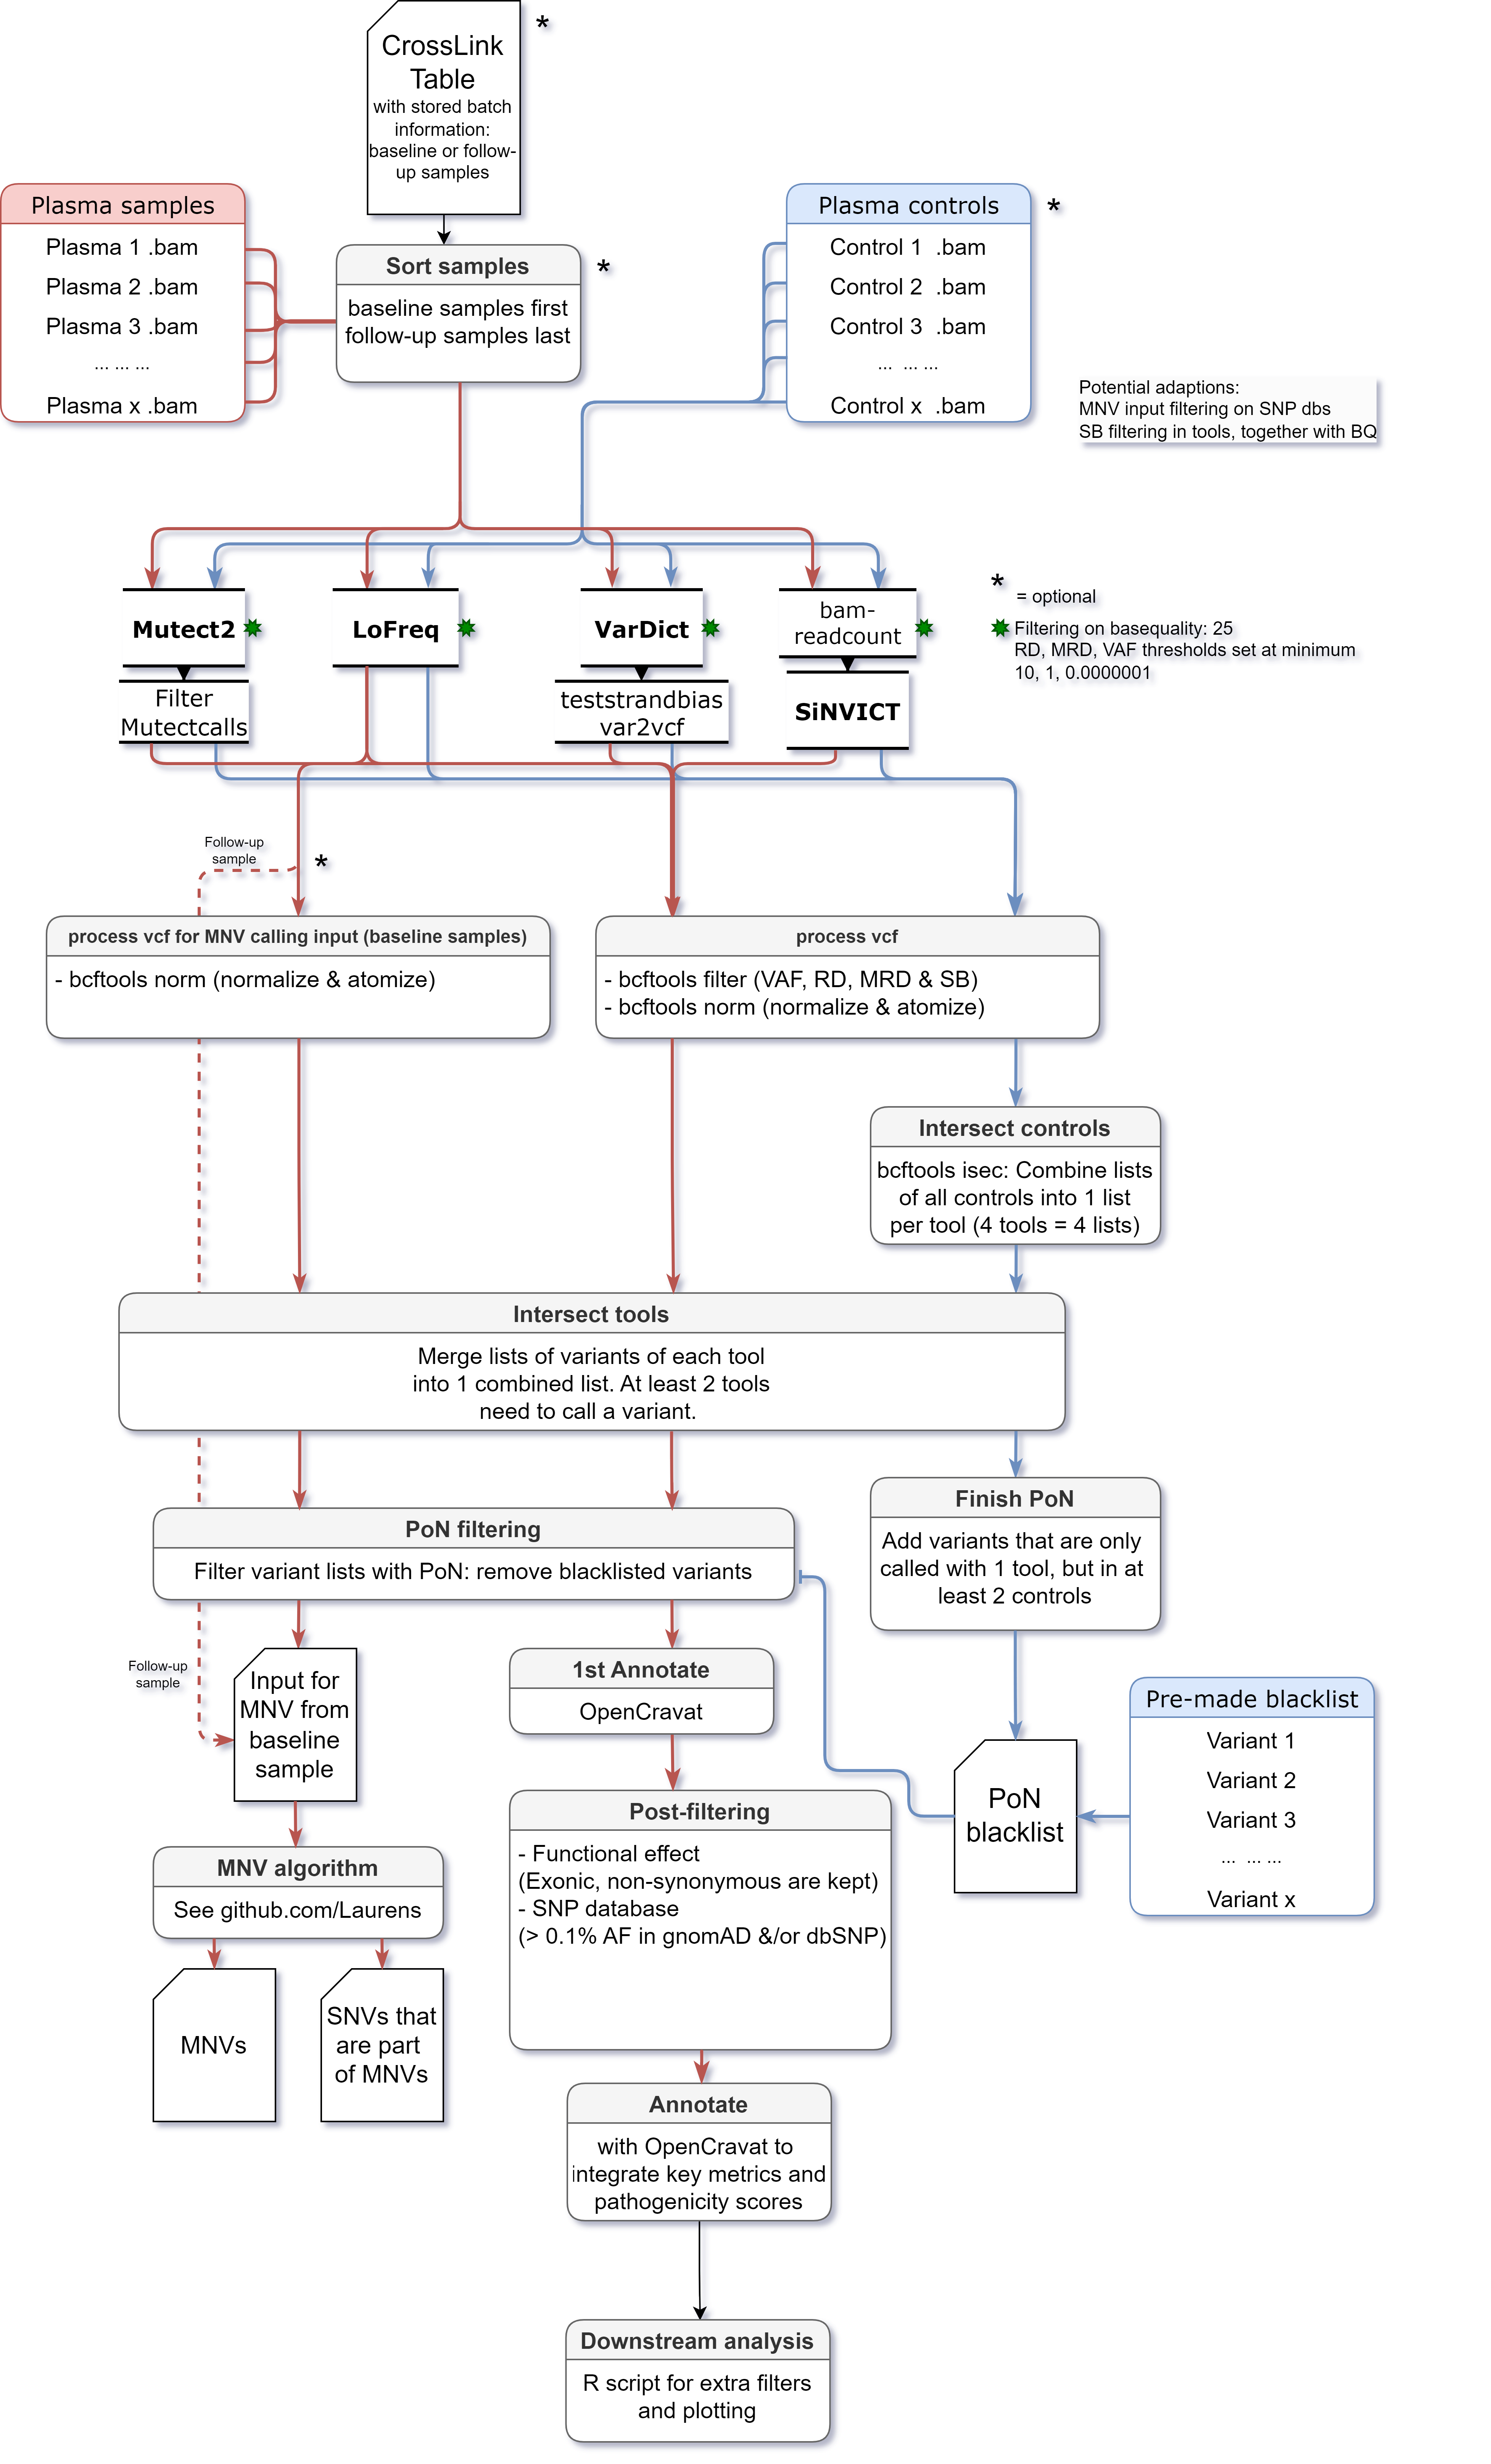 CrossLink
Table
with stored batch
information:
baseline or follow-
up samples
*
Plasma samples
Plasma 1 .bam
Plasma 2 .bam
Plasma 3 .bam
... ... ...
Plasma x .bam
Sort samples
baseline samples first
follow-up samples last
*
Plasma controls
Control 1 .bam
Control 2 .bam
Control 3 .bam
... ... ...
Control x .bam
*
Potential adaptions:
MNV input filtering on SNP dbs
SB filtering in tools, together with BQ
Mutect2
Filter
Mutectcalls
LoFreq
VarDict
teststrandbias
var2vcf
bam-
readcount
SiNVICT
*
= optional
Filtering on basequality: 25
RD, MRD, VAF thresholds set at minimum
10, 1, 0.0000001
Follow-up
sample
*
process vcf for MNV calling input (baseline samples)
- bcftools norm (normalize & atomize)
process vcf
- bcftools filter (VAF, RD, MRD & SB)
- bcftools norm (normalize & atomize)
Intersect controls
bcftools isec: Combine lists
of all controls into 1 list
per tool (4 tools = 4 lists)
Intersect tools
Merge lists of variants of each tool
into 1 combined list. At least 2 tools
need to call a variant.
PoN filtering
Filter variant lists with PoN: remove blacklisted variants
Finish PoN
Add variants that are only
called with 1 tool, but in at
least 2 controls
Follow-up
sample
Input for
MNV from
baseline
sample
1st Annotate
OpenCravat
Pre-made blacklist
Variant 1
Variant 2
Variant 3
... ... ...
Variant x
PoN
blacklist
Post-filtering
- Functional effect
(Exonic, non-synonymous are kept)
- SNP database
(> 0.1% AF in gnomAD &/or dbSNP)
MNV algorithm
See github.com/Laurens
MNVs
SNVs that
are part
of MNVs
Annotate
with OpenCravat to
integrate key metrics and
pathogenicity scores
Downstream analysis
R script for extra filters
and plotting